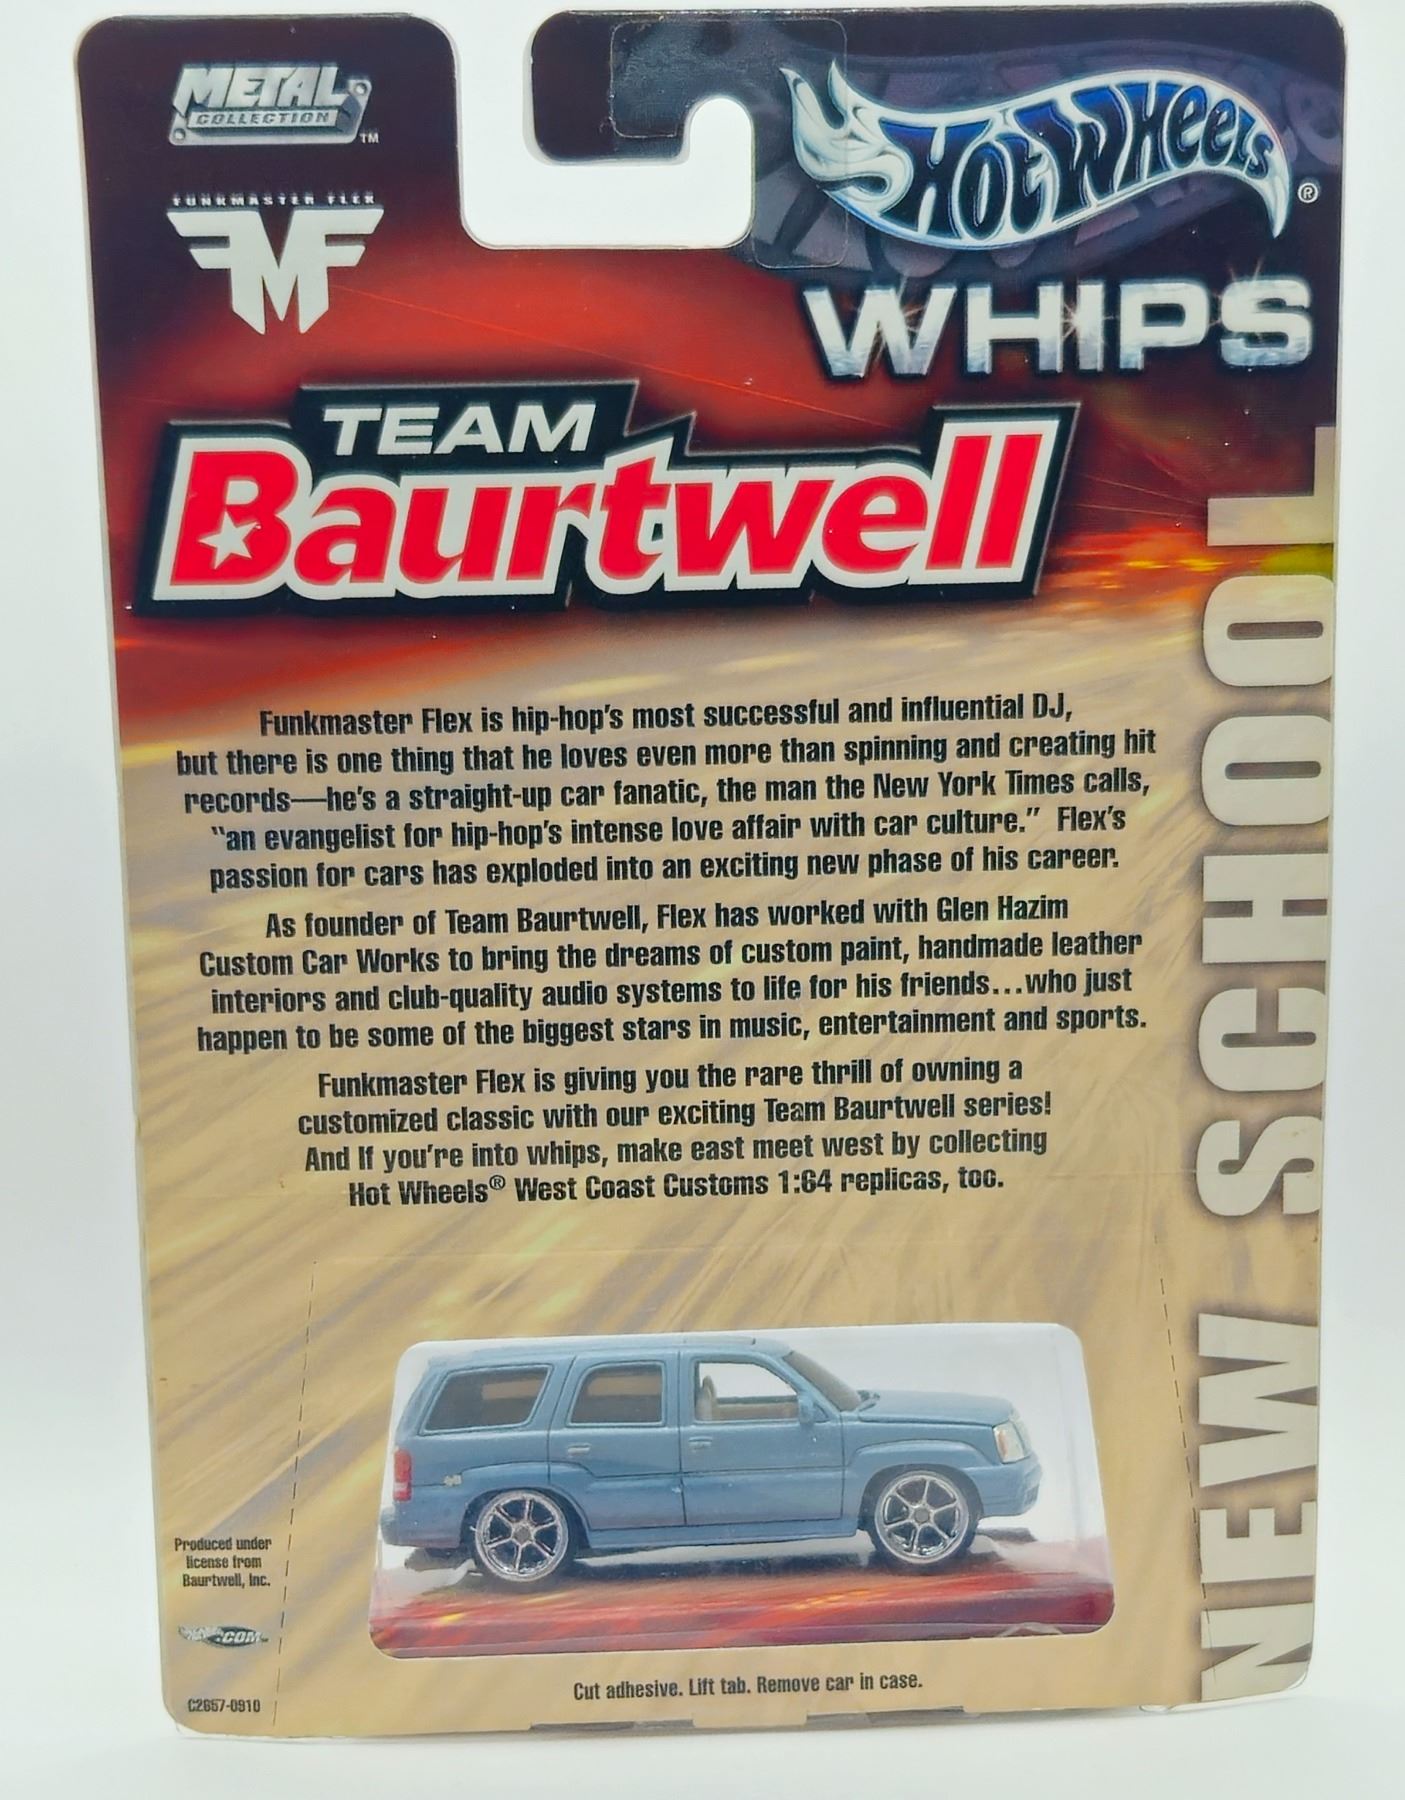 METAL
COLLECTION™
FUNKMASTER FLEX
FMF
HOT WHEELS®
WHIPS
TEAM
Baurtwell
NEW SCHOOL
Funkmaster Flex is hip-hop's most successful and influential DJ,
but there is one thing that he loves even more than spinning and creating hit
records—he's a straight-up car fanatic, the man the New York Times calls,
"an evangelist for hip-hop's intense love affair with car culture." Flex's
passion for cars has exploded into an exciting new phase of his career.
As founder of Team Baurtwell, Flex has worked with Glen Hazim
Custom Car Works to bring the dreams of custom paint, handmade leather
interiors and club-quality audio systems to life for his friends...who just
happen to be some of the biggest stars in music, entertainment and sports.
Funkmaster Flex is giving you the rare thrill of owning a
customized classic with our exciting Team Baurtwell series!
And If you're into whips, make east meet west by collecting
Hot Wheels® West Coast Customs 1:64 replicas, too.
Produced under
license from
Baurtwell, Inc.
.COM
C2657-0910
Cut adhesive. Lift tab. Remove car in case.